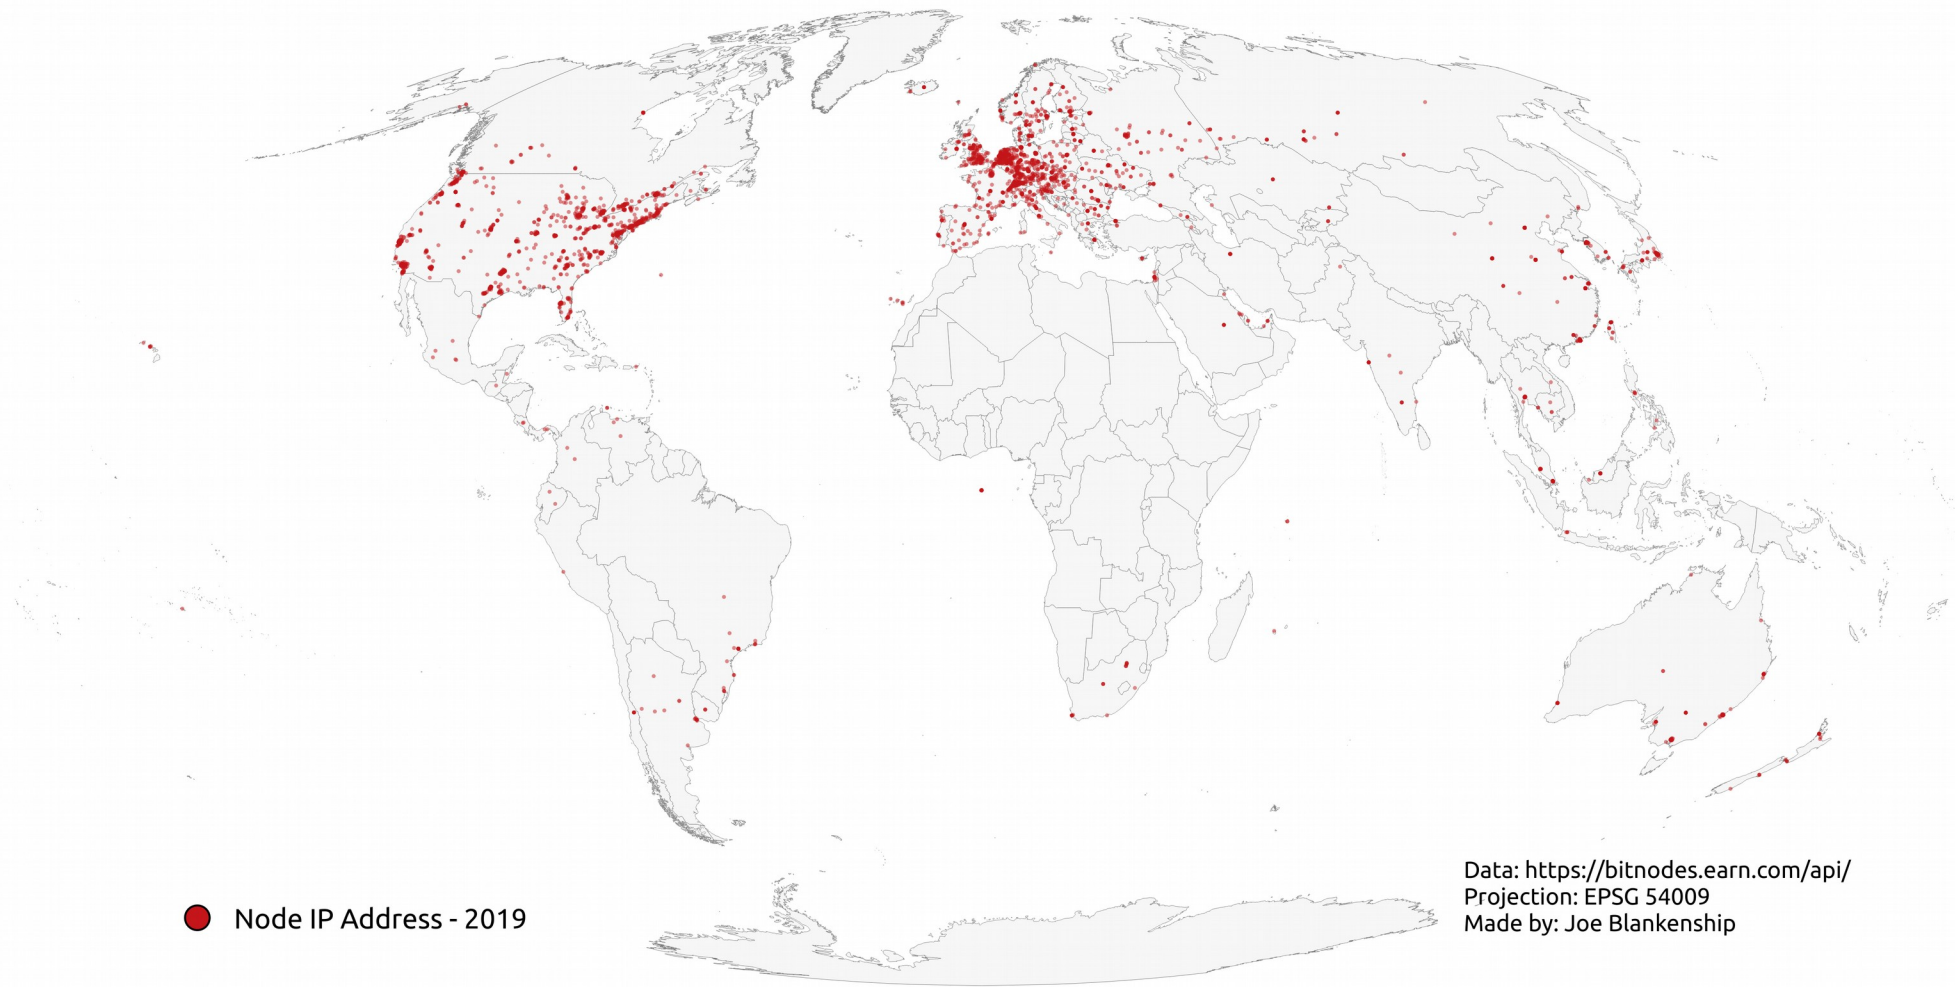 Data: https://bitnodes.earn.com/api/
Projection: EPSG 54009
Made by: Joe Blankenship
Node IP Address - 2019